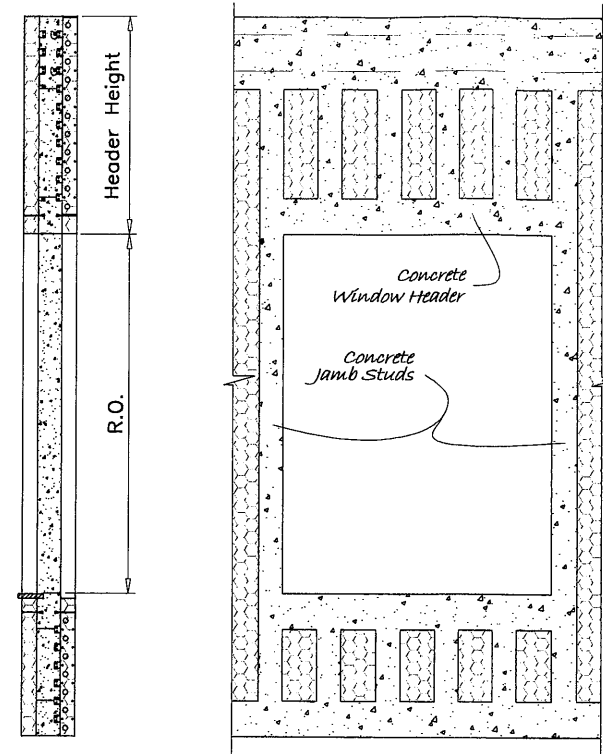 Header Height
R.O.
Concrete
Window Header
Concrete
Jamb Studs